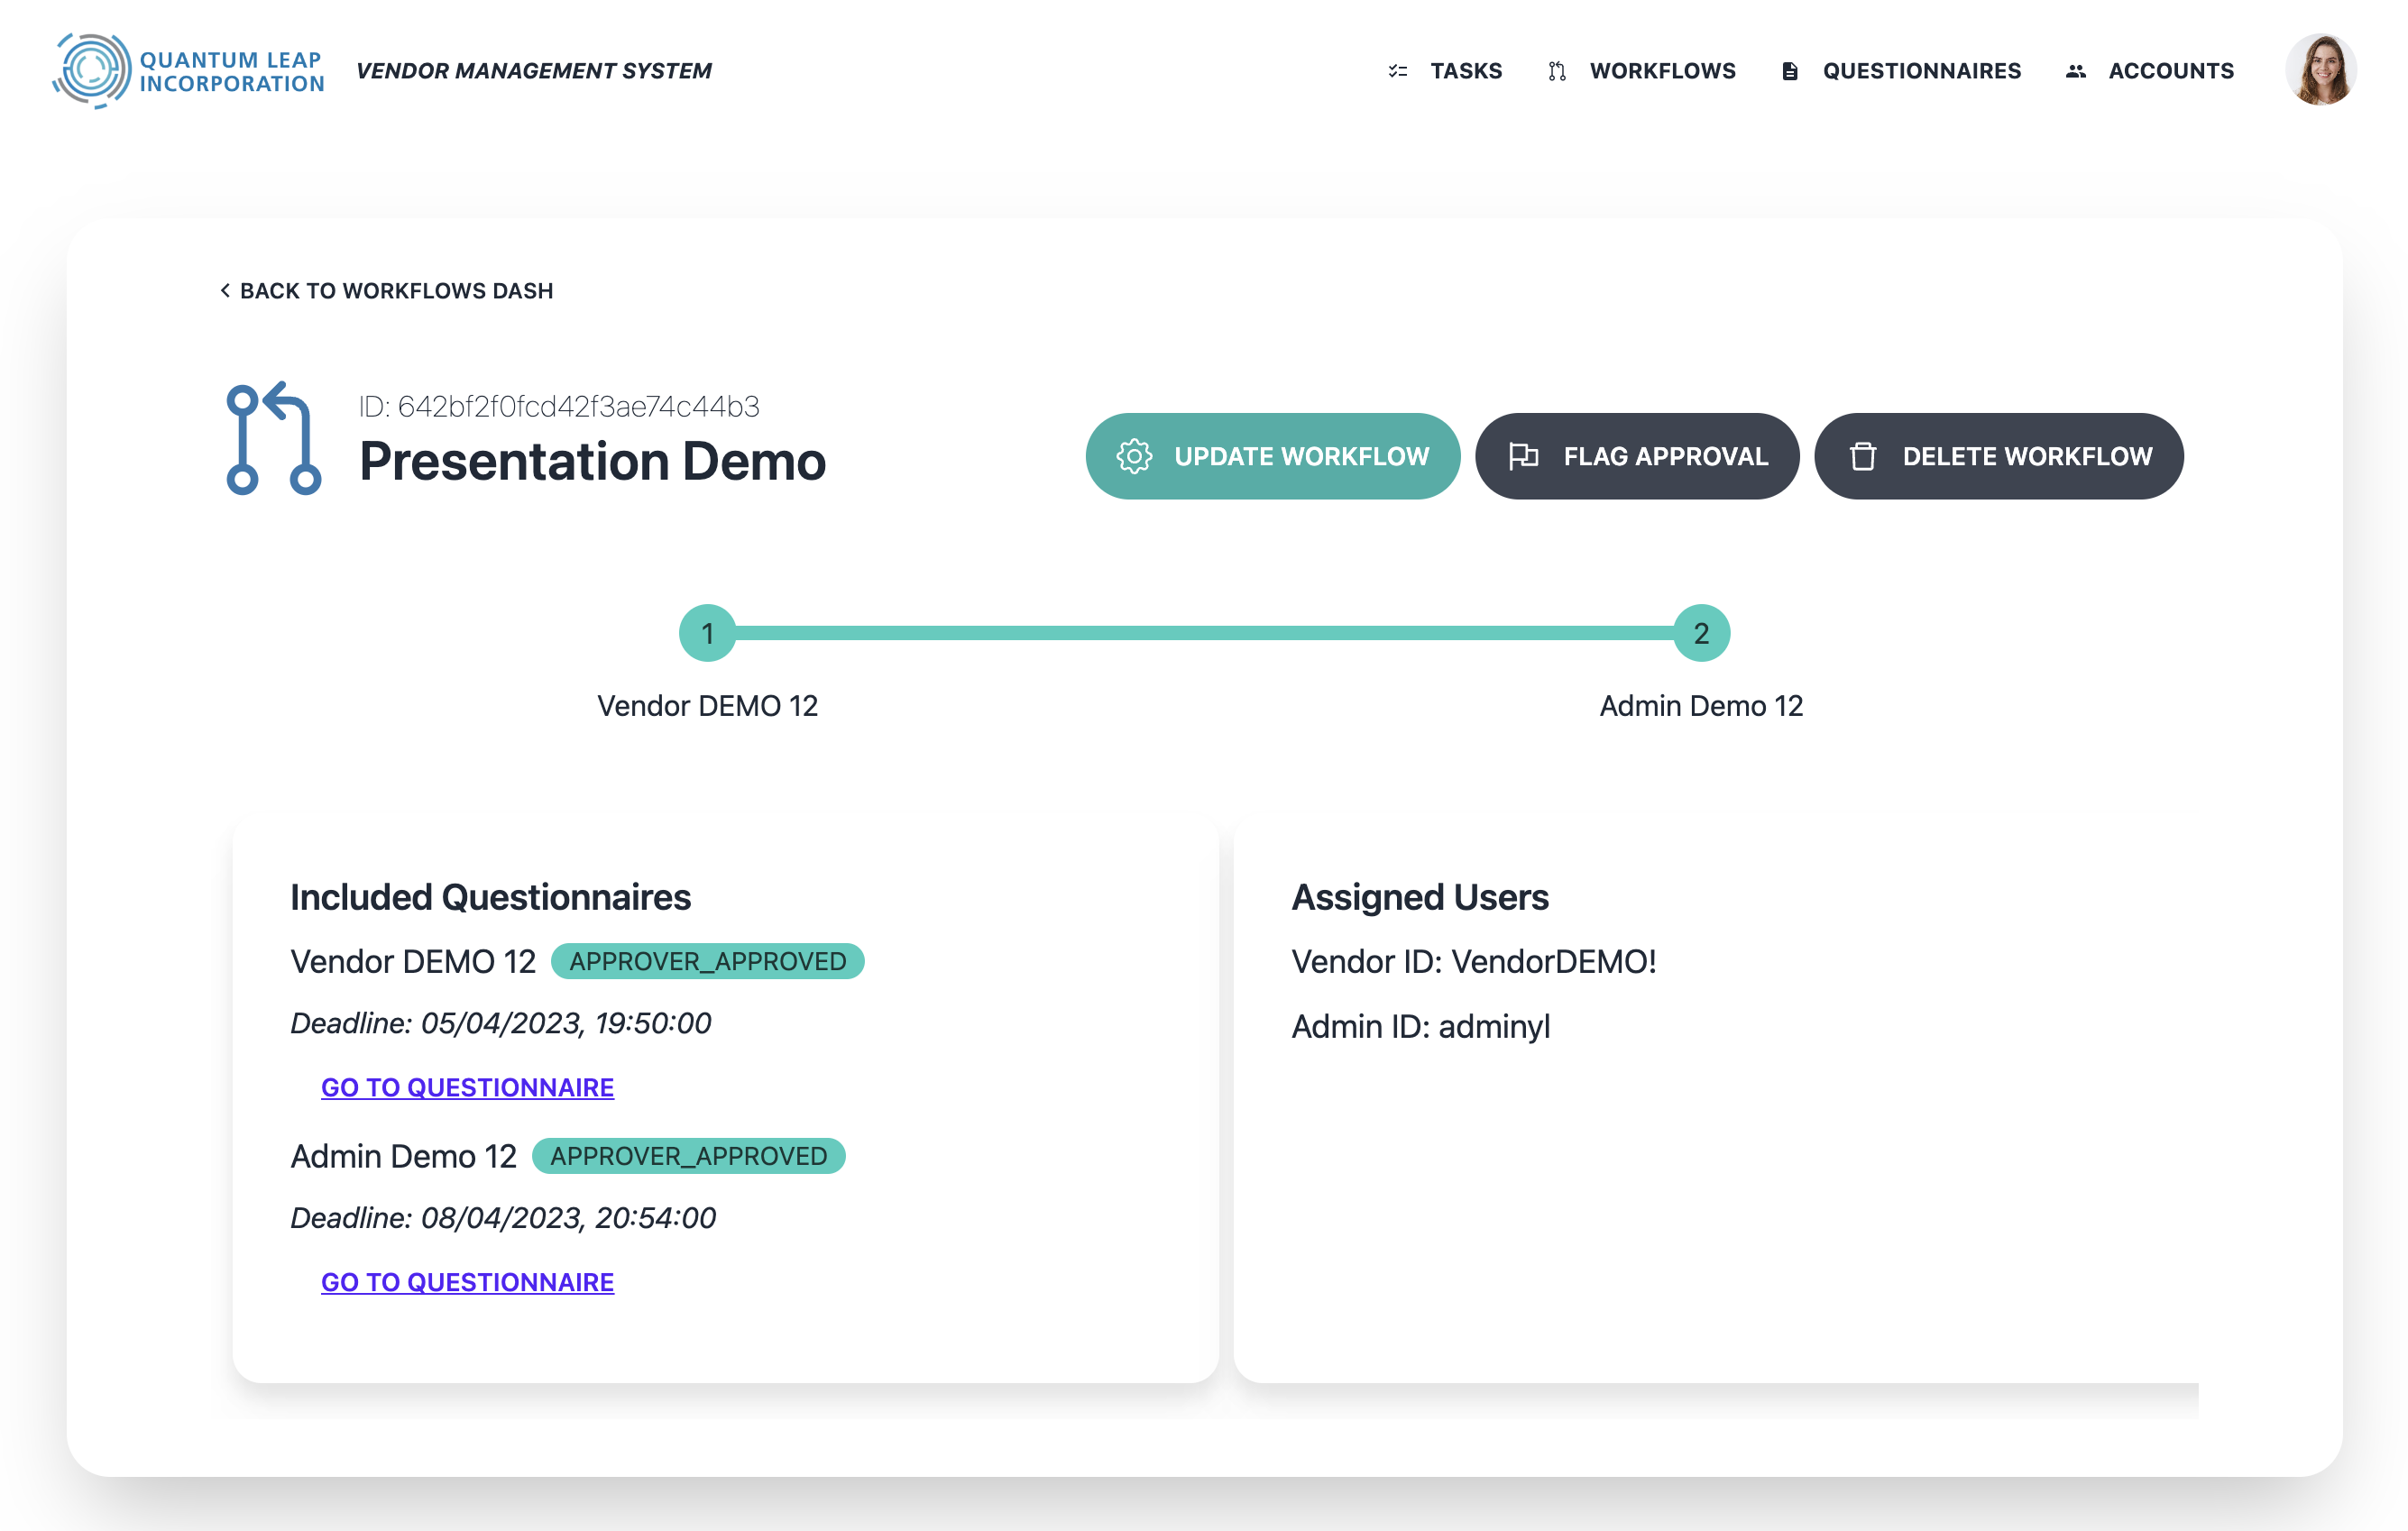 QUANTUM LEAP
INCORPORATION
VENDOR MANAGEMENT SYSTEM
TASKS
WORKFLOWS
QUESTIONNAIRES
ACCOUNTS
BACK TO WORKFLOWS DASH
ID: 642bf2f0fcd42f3ae74c44b3
Presentation Demo
UPDATE WORKFLOW
FLAG APPROVAL
DELETE WORKFLOW
1
2
Vendor DEMO 12
Admin Demo 12
Included Questionnaires
Vendor DEMO 12 APPROVER_APPROVED
Deadline: 05/04/2023, 19:50:00
GO TO QUESTIONNAIRE
Admin Demo 12 APPROVER_APPROVED
Deadline: 08/04/2023, 20:54:00
GO TO QUESTIONNAIRE
Assigned Users
Vendor ID: VendorDEMO!
Admin ID: adminyl